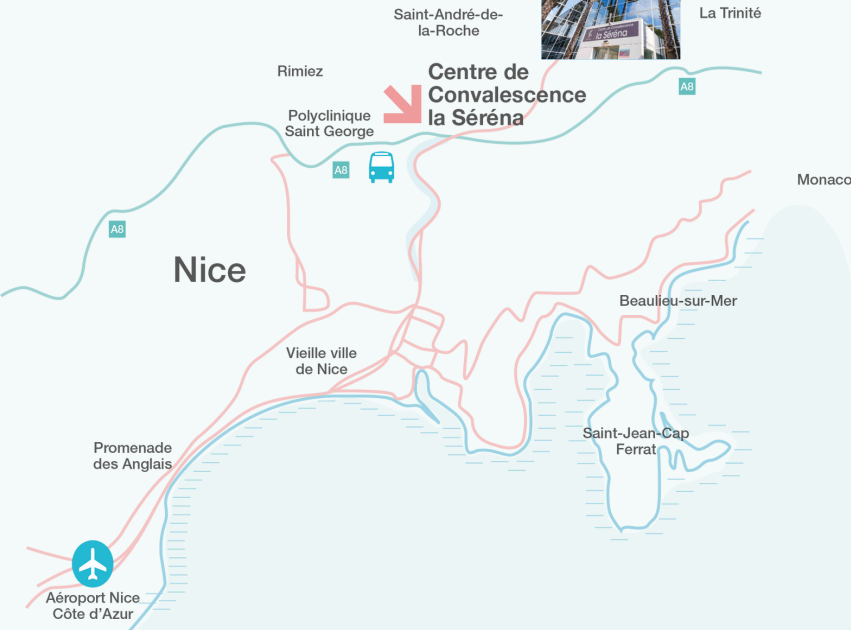 Saint-André-de-
la-Roche
la Séréna
La Trinité
Rimiez
Centre de
Convalescence
la Séréna
Polyclinique
Saint George
A8
A8
A8
Monaco
Nice
Beaulieu-sur-Mer
Vieille ville
de Nice
Saint-Jean-Cap
Ferrat
Promenade
des Anglais
Aéroport Nice
Côte d’Azur